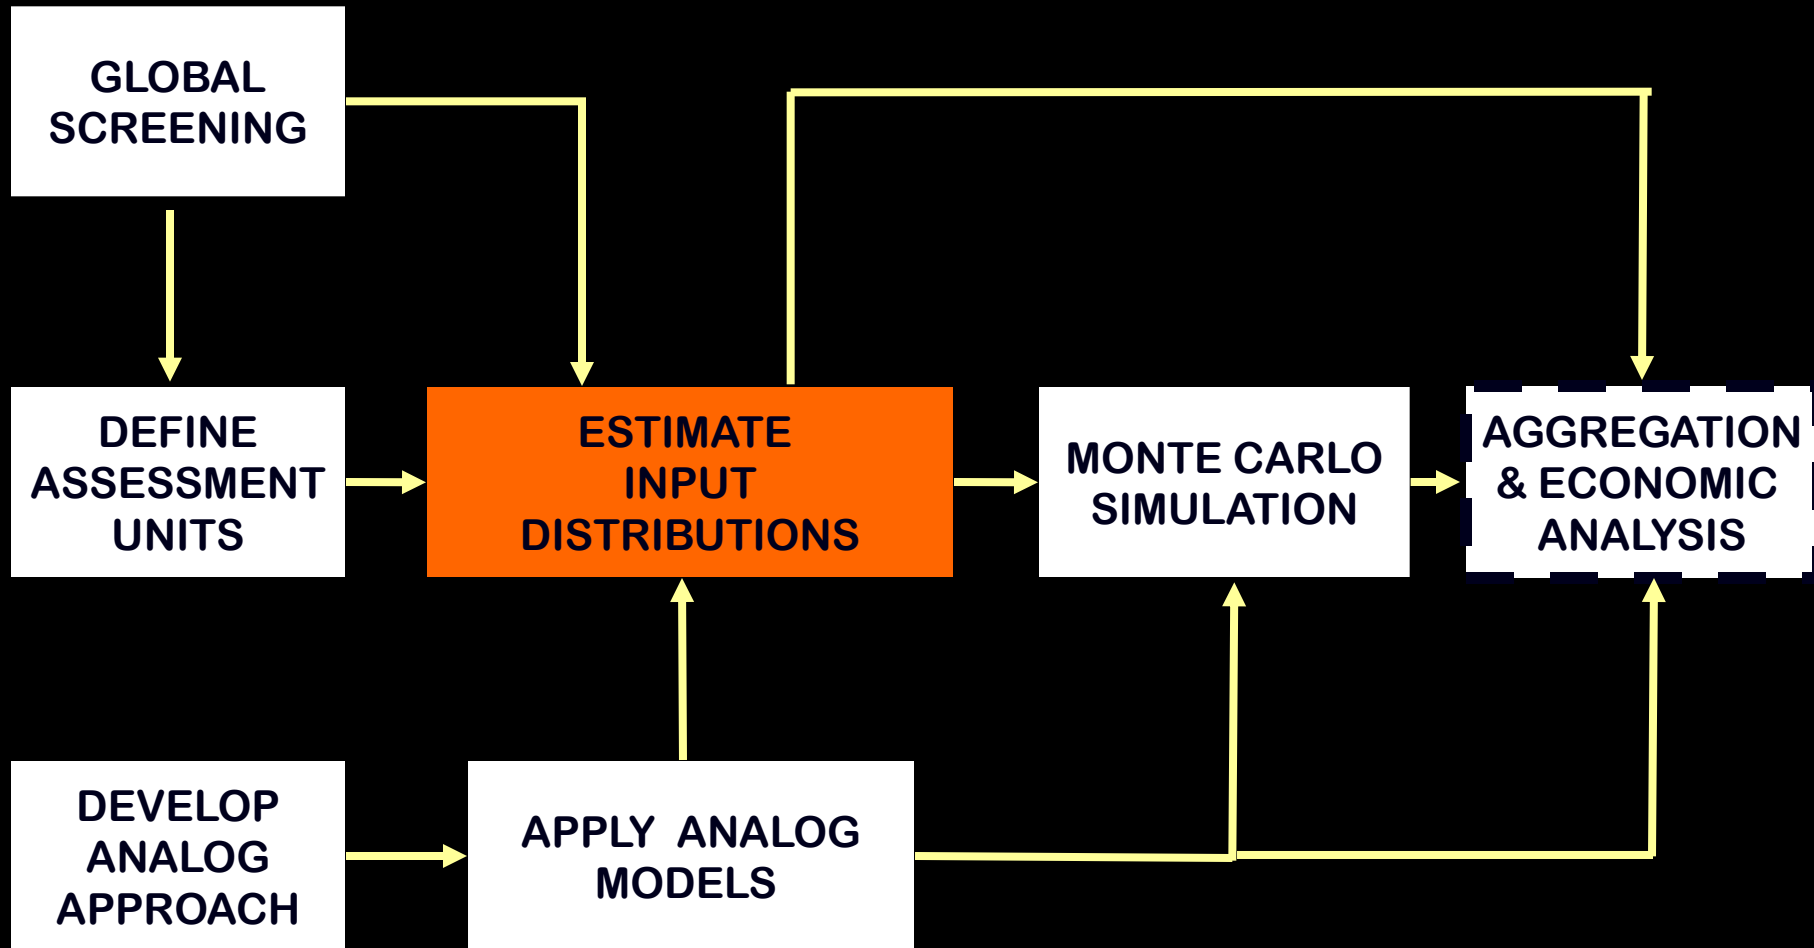 GLOBAL
SCREENING
DEFINE
ASSESSMENT
UNITS
ESTIMATE
INPUT
DISTRIBUTIONS
MONTE CARLO
SIMULATION
AGGREGATION
& ECONOMIC
ANALYSIS
DEVELOP
ANALOG
APPROACH
APPLY ANALOG
MODELS